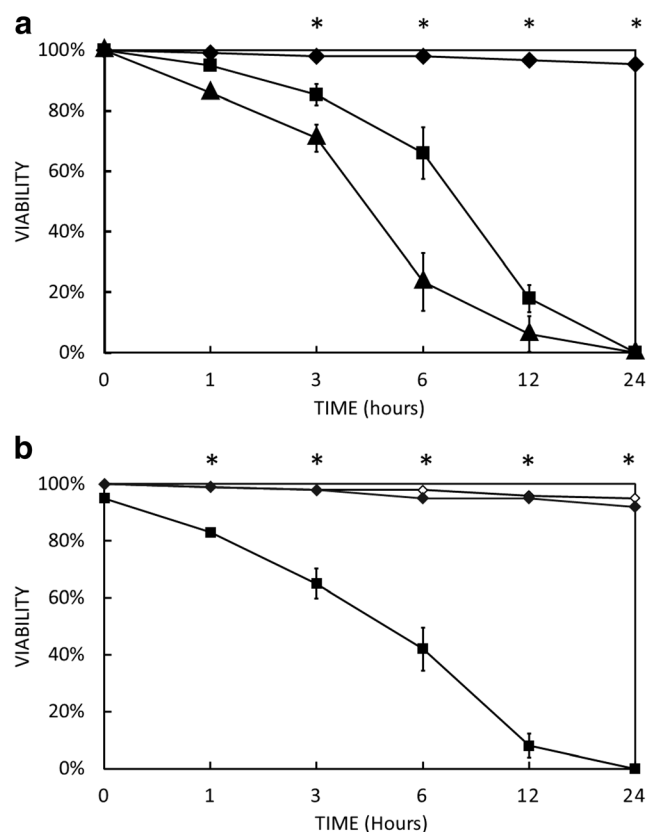 a
* * * *
100%
80%
60%
40%
20%
0%
VIABILITY
0 1 3 6 12 24
TIME (hours)
b
* * * * *
100%
80%
60%
40%
20%
0%
VIABILITY
0 1 3 6 12 24
TIME (Hours)